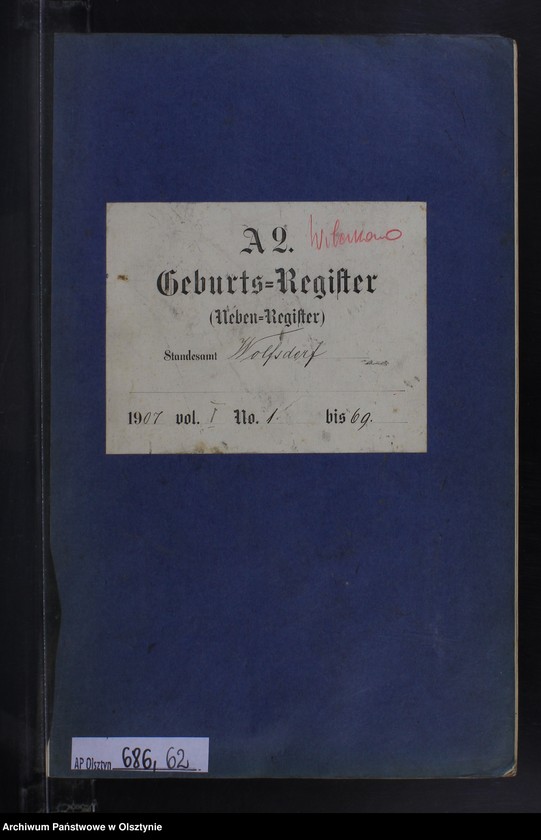 A 2.
Geburts=Register
(Neben=Register)
Standesamt Wolfsdorf
1907 vol. I No. 1. bis 69.
AP Olsztyn 686, 62
Archiwum Państwowe w Olsztynie